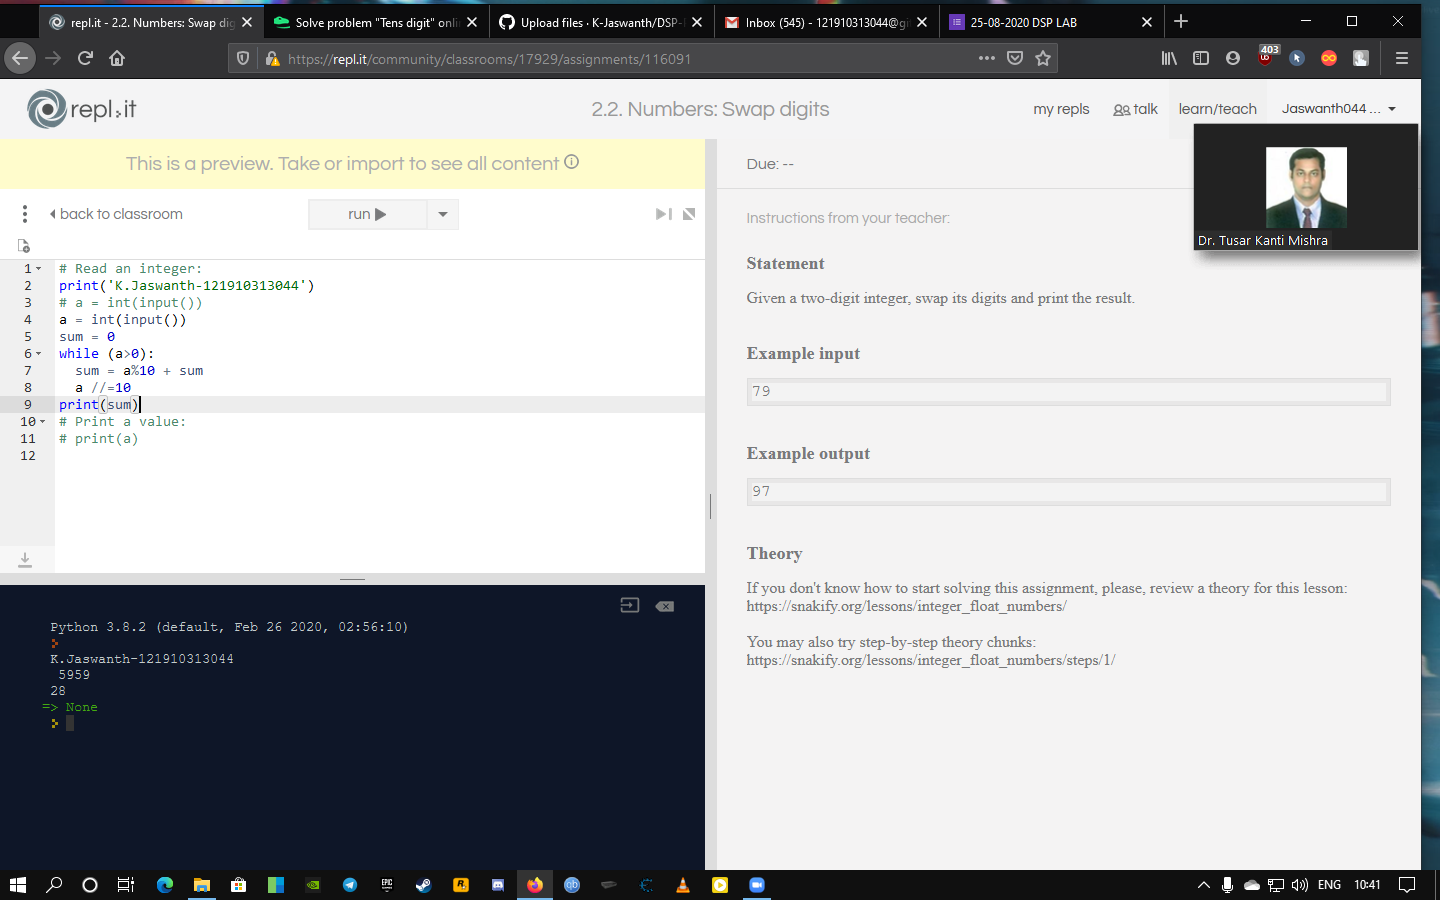 repl.it - 2.2. Numbers: Swap dig
Solve problem "Tens digit" onli
Upload files · K-Jaswanth/DSP-
Inbox (545) - 121910313044@gi
25-08-2020 DSP LAB
https://repl.it/community/classrooms/17929/assignments/116091
403
repl.it
2.2. Numbers: Swap digits
my repls
talk
learn/teach
Jaswanth044 ...
This is a preview. Take or import to see all content
Due: --
back to classroom
run
Instructions from your teacher:
Dr. Tusar Kanti Mishra
1 # Read an integer:
2 print('K.Jaswanth-121910313044')
3 # a = int(input())
4 a = int(input())
5 sum = 0
6 while (a>0):
7 sum = a%10 + sum
8 a //=10
9 print(sum)
10 # Print a value:
11 # print(a)
12
Statement
Given a two-digit integer, swap its digits and print the result.
Example input
79
Example output
97
Theory
If you don't know how to start solving this assignment, please, review a theory for this lesson:
https://snakify.org/lessons/integer_float_numbers/
You may also try step-by-step theory chunks:
https://snakify.org/lessons/integer_float_numbers/steps/1/
Python 3.8.2 (default, Feb 26 2020, 02:56:10)
K.Jaswanth-121910313044
5959
28
=> None
EPIC
qb
ENG
10:41